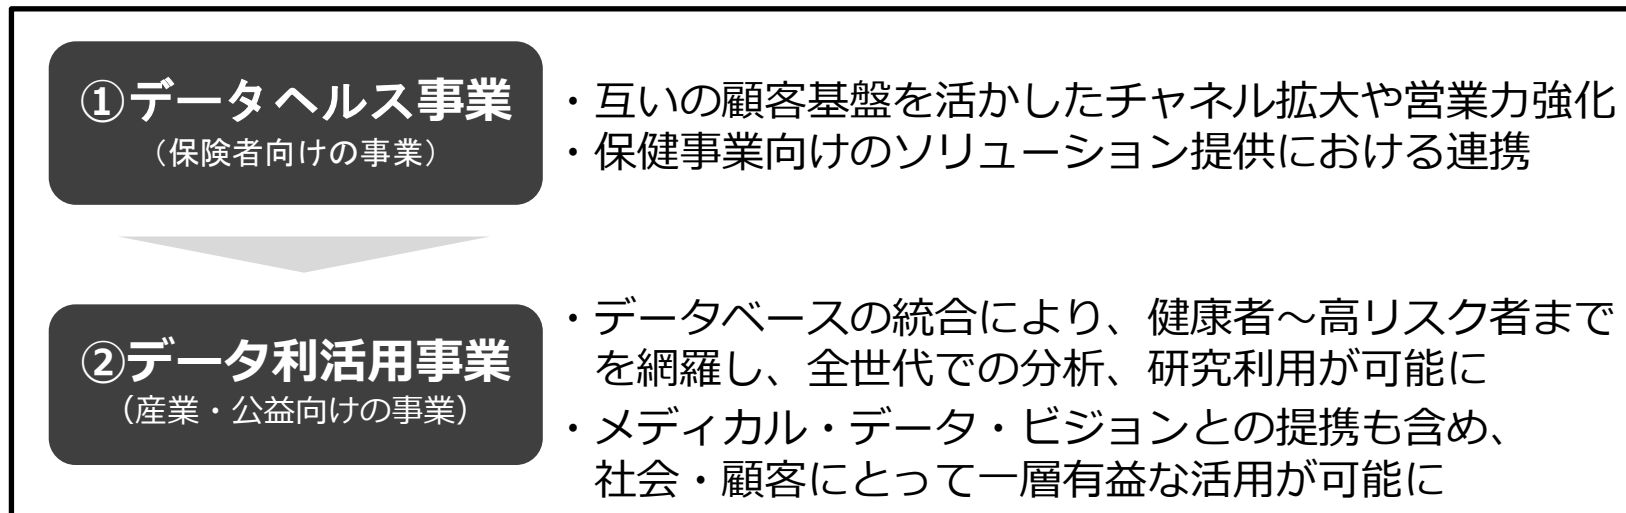 ①データヘルス事業
（保険者向けの事業）
・互いの顧客基盤を活かしたチャネル拡大や営業力強化
・保健事業向けのソリューション提供における連携
②データ利活用事業
（産業・公益向けの事業）
・データベースの統合により、健康者～高リスク者まで
を網羅し、全世代での分析、研究利用が可能に
・メディカル・データ・ビジョンとの提携も含め、
社会・顧客にとって一層有益な活用が可能に